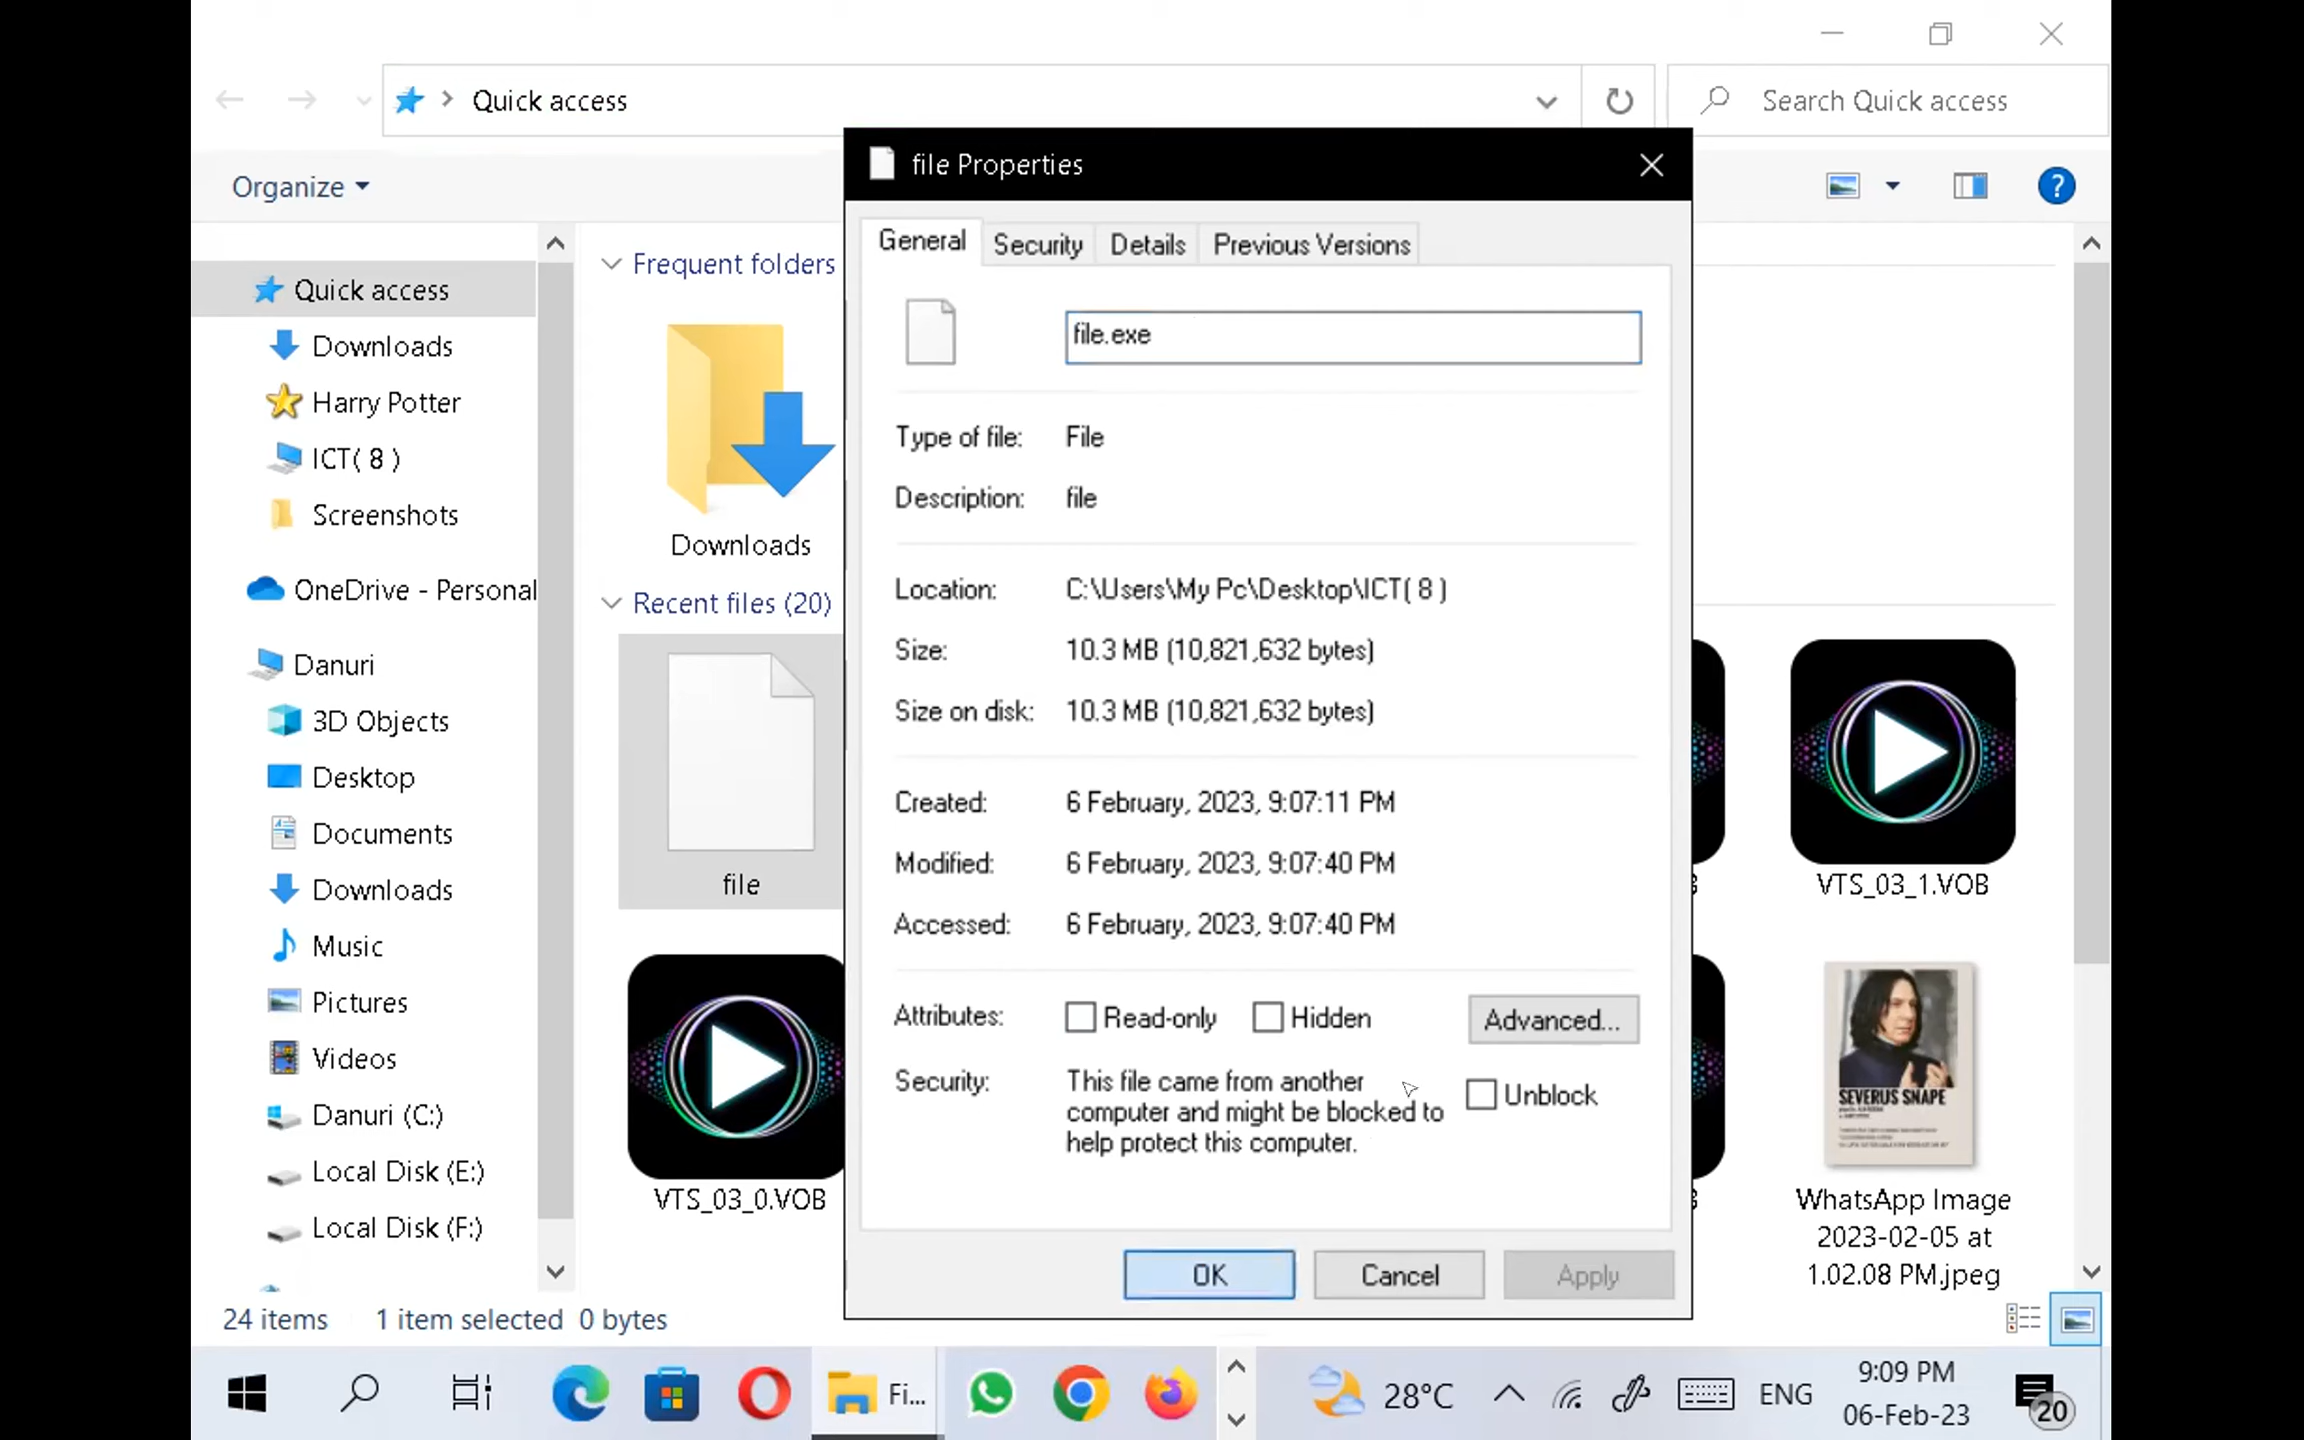 Quick access
Search Quick access
Organize
file Properties
General
Security
Details
Previous Versions
Quick access
Downloads
Harry Potter
ICT( 8 )
Screenshots
OneDrive - Personal
Danuri
3D Objects
Desktop
Documents
Downloads
Music
Pictures
Videos
Danuri (C:)
Local Disk (E:)
Local Disk (F:)
Frequent folders
Downloads
Recent files (20)
file
VTS_03_0.VOB
file.exe
Type of file: File
Description: file
Location: C:\Users\My Pc\Desktop\ICT( 8 )
Size: 10.3 MB (10,821,632 bytes)
Size on disk: 10.3 MB (10,821,632 bytes)
Created: 6 February, 2023, 9:07:11 PM
Modified: 6 February, 2023, 9:07:40 PM
Accessed: 6 February, 2023, 9:07:40 PM
Attributes: Read-only Hidden Advanced...
Security: This file came from another
computer and might be blocked to
help protect this computer.
Unblock
OK Cancel Apply
VTS_03_1.VOB
SEVERUS SNAPE
WhatsApp Image
2023-02-05 at
1.02.08 PM.jpeg
24 items 1 item selected 0 bytes
Fi...
28°C
ENG
9:09 PM
06-Feb-23
20